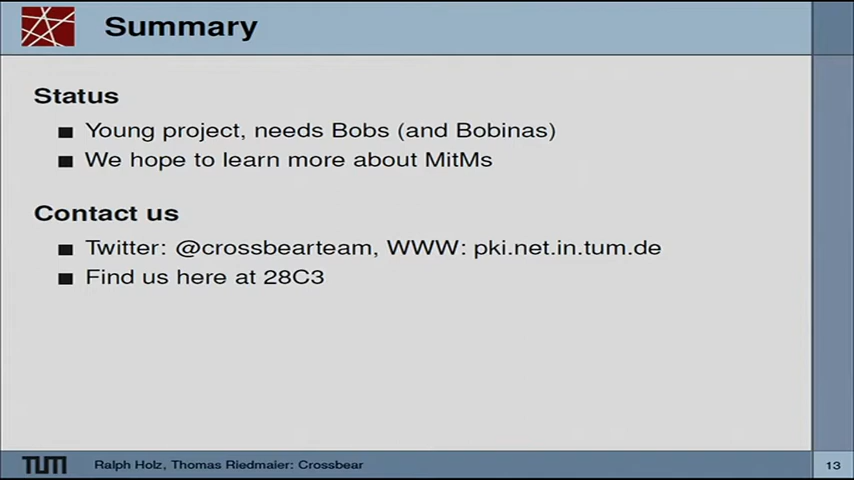 Summary
Status
Young project, needs Bobs (and Bobinas)
We hope to learn more about MitMs
Contact us
Twitter: @crossbearteam, WWW: pki.net.in.tum.de
Find us here at 28C3
TUM Ralph Holz, Thomas Riedmaier: Crossbear 13